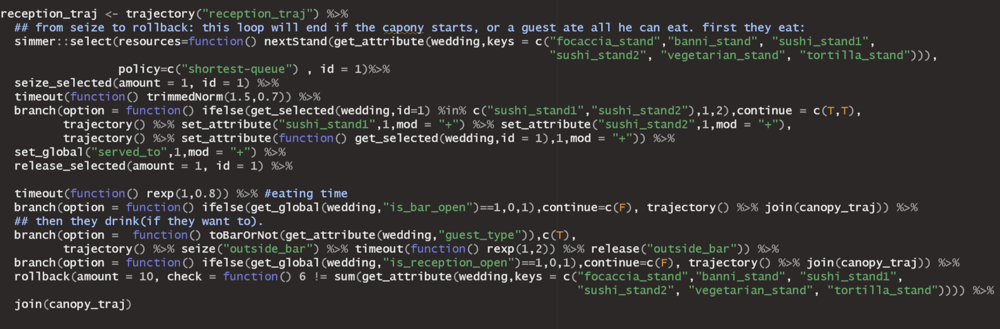 reception_traj <- trajectory("reception_traj") %>%
## from seize to rollback: this loop will end if the capony starts, or a guest ate all he can eat. first they eat:
simmer::select(resources=function() nextStand(get_attribute(wedding,keys = c("focaccia_stand","banni_stand", "sushi_stand1",
"sushi_stand2", "vegetarian_stand", "tortilla_stand"))),
policy=c("shortest-queue") , id = 1)%>%
seize_selected(amount = 1, id = 1) %>%
timeout(function() trimmedNorm(1.5,0.7)) %>%
branch(option = function() ifelse(get_selected(wedding,id=1) %in% c("sushi_stand1","sushi_stand2"),1,2),continue = c(T,T),
trajectory() %>% set_attribute("sushi_stand1",1,mod = "+") %>% set_attribute("sushi_stand2",1,mod = "+"),
trajectory() %>% set_attribute(function() get_selected(wedding,id = 1),1,mod = "+")) %>%
set_global("served_to",1,mod = "+") %>%
release_selected(amount = 1, id = 1) %>%
timeout(function() rexp(1,0.8)) %>% #eating time
branch(option = function() ifelse(get_global(wedding,"is_bar_open")==1,0,1),continue=c(F), trajectory() %>% join(canopy_traj)) %>%
## then they drink(if they want to).
branch(option =  function() toBarOrNot(get_attribute(wedding,"guest_type")),c(T),
trajectory() %>% seize("outside_bar") %>% timeout(function() rexp(1,2)) %>% release("outside_bar")) %>%
branch(option = function() ifelse(get_global(wedding,"is_reception_open")==1,0,1),continue=c(F), trajectory() %>% join(canopy_traj)) %>%
rollback(amount = 10, check = function() 6 != sum(get_attribute(wedding,keys = c("focaccia_stand","banni_stand", "sushi_stand1",
"sushi_stand2", "vegetarian_stand", "tortilla_stand")))) %>%
join(canopy_traj)